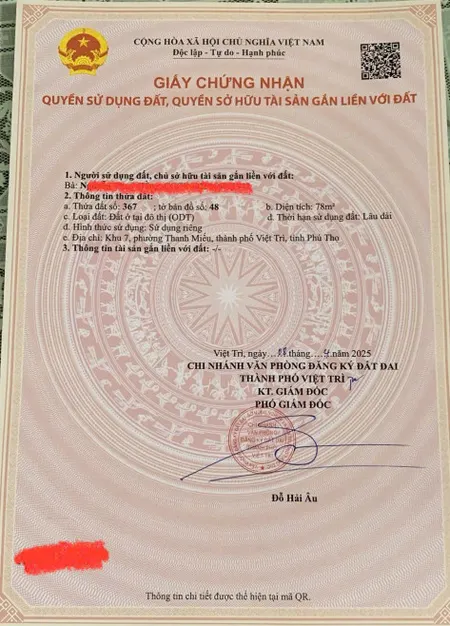 CỘNG HÒA XÃ HỘI CHỦ NGHĨA VIỆT NAM
Độc lập - Tự do - Hạnh phúc
GIẤY CHỨNG NHẬN
QUYỀN SỬ DỤNG ĐẤT, QUYỀN SỞ HỮU TÀI SẢN GẮN LIỀN VỚI ĐẤT
1. Người sử dụng đất, chủ sở hữu tài sản gắn liền với đất:
Bà:
2. Thông tin thửa đất:
a. Thửa đất số: 367 ; tờ bản đồ số: 48 b. Diện tích: 78m²
c. Loại đất: Đất ở tại đô thị (ODT) d. Thời hạn sử dụng đất: Lâu dài
đ. Hình thức sử dụng: Sử dụng riêng
e. Địa chỉ: Khu 7, phường Thanh Miếu, thành phố Việt Trì, tỉnh Phú Thọ
3. Thông tin tài sản gắn liền với đất: -/-
Việt Trì, ngày... tháng....4 năm 2025
CHI NHÁNH VĂN PHÒNG ĐĂNG KÝ ĐẤT ĐAI
THÀNH PHỐ VIỆT TRÌ
KT. GIÁM ĐỐC
PHÓ GIÁM ĐỐC
Đỗ Hải Âu
Thông tin chi tiết được thể hiện tại mã QR.